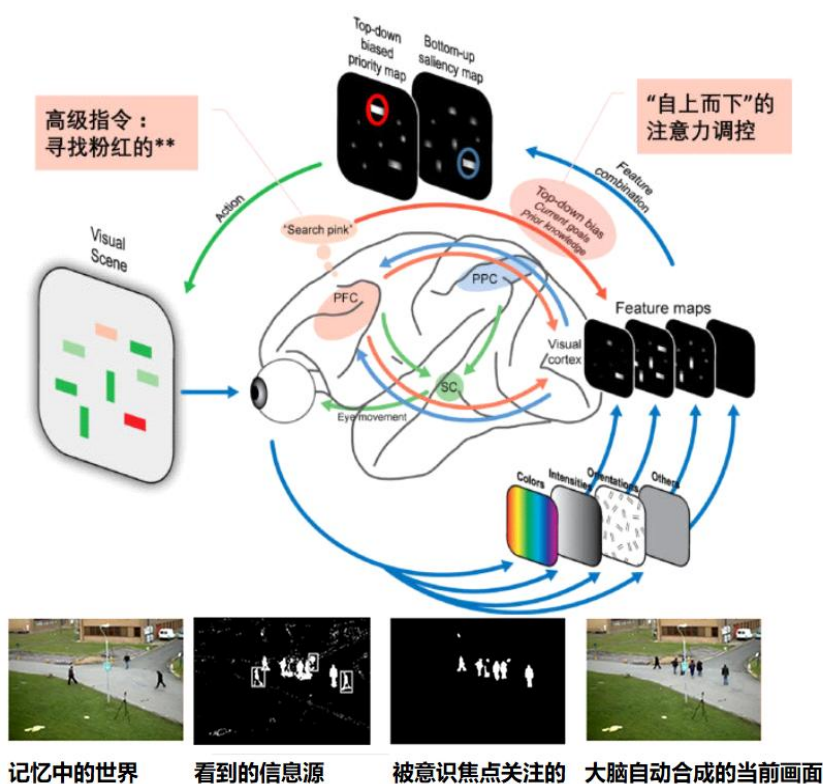 Top-down
biased
priority map
Bottom-up
saliency map
高级指令：
寻找粉红的**
“自上而下”的
注意力调控
Action
Feature
combination
"Search pink"
Top-down bias
Current goals
Prior knowledge
Visual
Scene
PFC
PPC
Feature maps
Visual
cortex
SC
Eye movement
Colors
Intensities
Orientations
Others
记忆中的世界
看到的信息源
被意识焦点关注的
大脑自动合成的当前画面